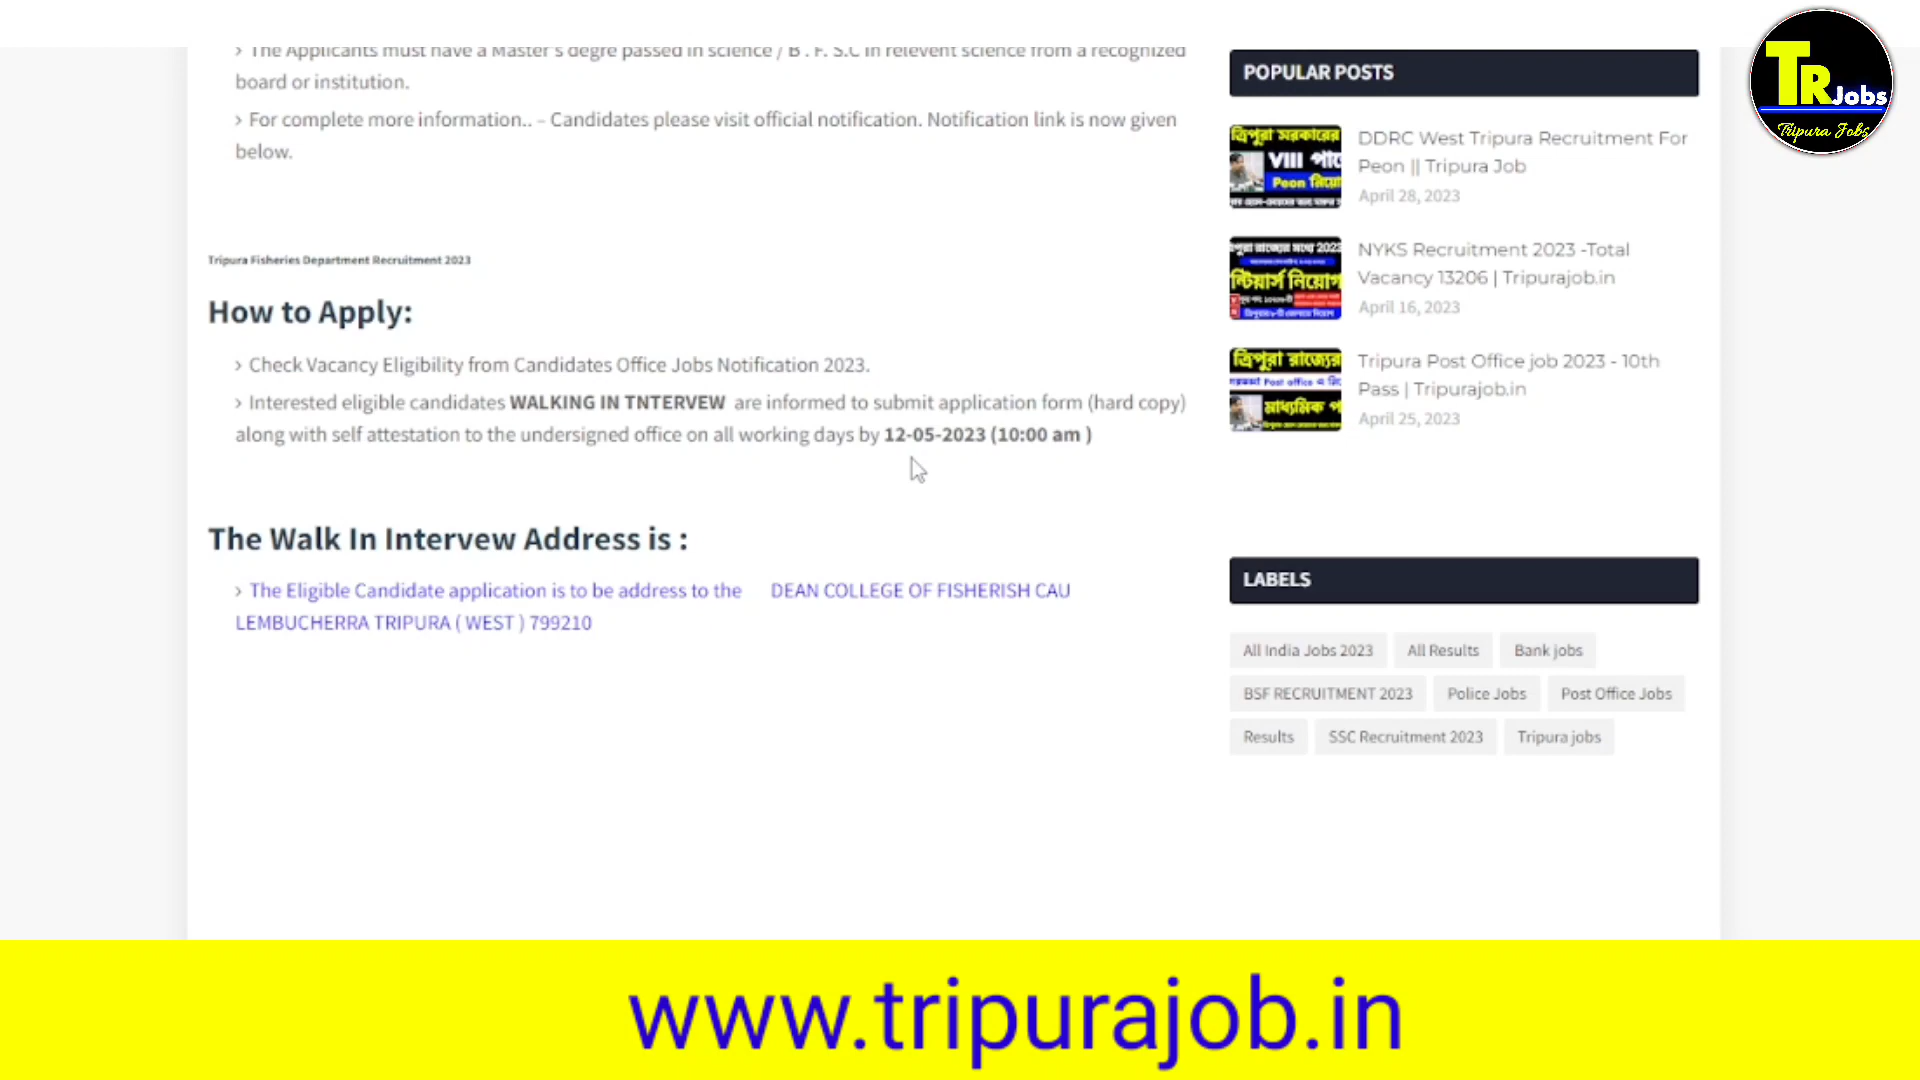 › The Applicants must have a Master's degre passed in science / B . F. S.C in relevent science from a recognized
board or institution.
› For complete more information.. – Candidates please visit official notification. Notification link is now given
below.
Tripura Fisheries Department Recruitment 2023
How to Apply:
› Check Vacancy Eligibility from Candidates Office Jobs Notification 2023.
› Interested eligible candidates WALKING IN TNTERVEW are informed to submit application form (hard copy)
along with self attestation to the undersigned office on all working days by 12-05-2023 (10:00 am )
The Walk In Intervew Address is :
› The Eligible Candidate application is to be address to the DEAN COLLEGE OF FISHERISH CAU
LEMBUCHERRA TRIPURA ( WEST ) 799210
POPULAR POSTS
ত্রিপুরা সরকারের
VIII পাশে
Peon নিয়োগ
DDRC West Tripura Recruitment For
Peon || Tripura Job
April 28, 2023
NYKS Recruitment 2023 -Total
Vacancy 13206 | Tripurajob.in
April 16, 2023
ত্রিপুরা রাজ্যের
Post office এ
Tripura Post Office job 2023 - 10th
Pass | Tripurajob.in
April 25, 2023
LABELS
All India Jobs 2023 All Results Bank jobs
BSF RECRUITMENT 2023 Police Jobs Post Office Jobs
Results SSC Recruitment 2023 Tripura jobs
TR Jobs
Tripura Jobs
www.tripurajob.in